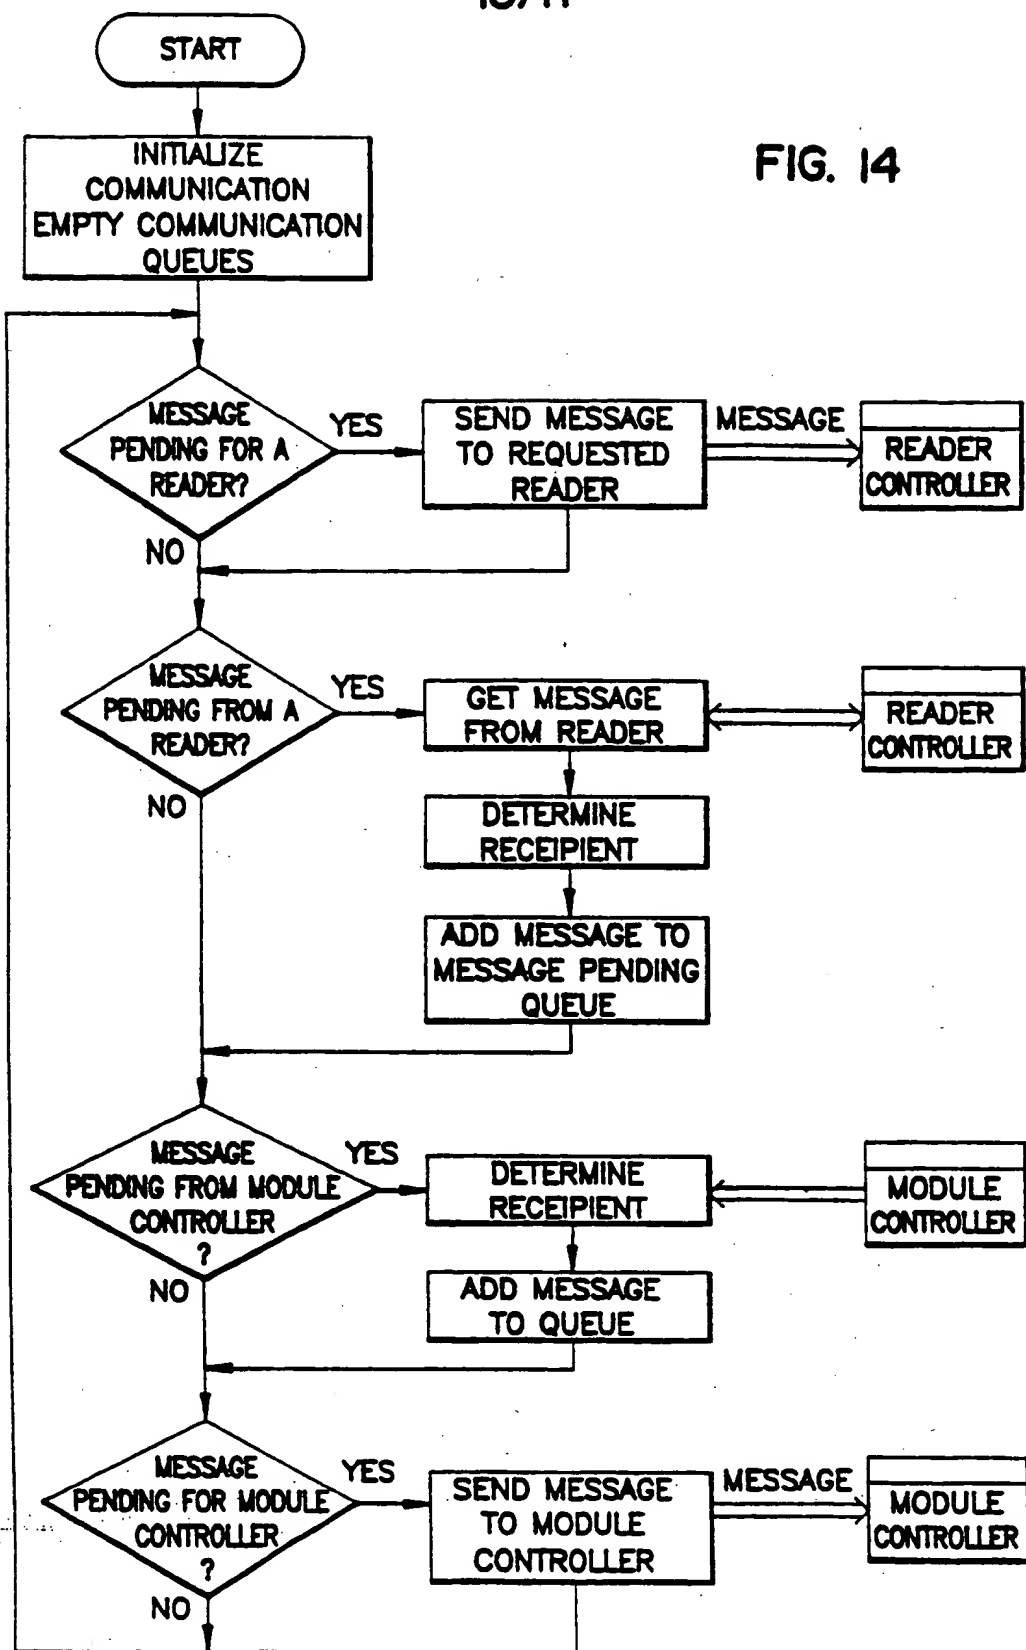 START
FIG. 14
INITIALIZE
COMMUNICATION
EMPTY COMMUNICATION
QUEUES
MESSAGE
PENDING FOR A
READER?
YES
NO
SEND MESSAGE
TO REQUESTED
READER
MESSAGE
READER
CONTROLLER
MESSAGE
PENDING FROM A
READER?
YES
NO
GET MESSAGE
FROM READER
READER
CONTROLLER
DETERMINE
RECEIPIENT
ADD MESSAGE TO
MESSAGE PENDING
QUEUE
MESSAGE
PENDING FROM MODULE
CONTROLLER
?
YES
NO
DETERMINE
RECEIPIENT
MODULE
CONTROLLER
ADD MESSAGE
TO QUEUE
MESSAGE
PENDING FOR MODULE
CONTROLLER
?
YES
NO
SEND MESSAGE
TO MODULE
CONTROLLER
MESSAGE
MODULE
CONTROLLER